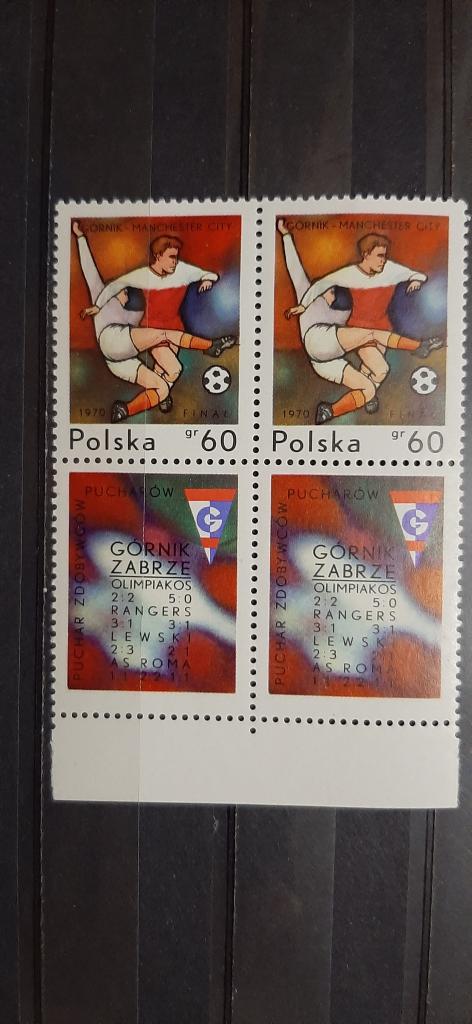 GÓRNIK - MANCHESTER CITY
1970 FINAŁ
Polska gr 60
GÓRNIK - MANCHESTER CITY
1970 FINAŁ
Polska gr 60
PUCHAR ZDOBYWCÓW
PUCHARÓW
G
GÓRNIK
ZABRZE
OLIMPIAKOS
2:2 5:0
RANGERS
3:1 3:1
LEWSKI
2:3 2:1
AS ROMA
1:1 2:2 1:1
PUCHAR ZDOBYWCÓW
PUCHARÓW
G
GÓRNIK
ZABRZE
OLIMPIAKOS
2:2 5:0
RANGERS
3:1 3:1
LEWSKI
2:3 2:1
AS ROMA
1:1 2:2 1:1